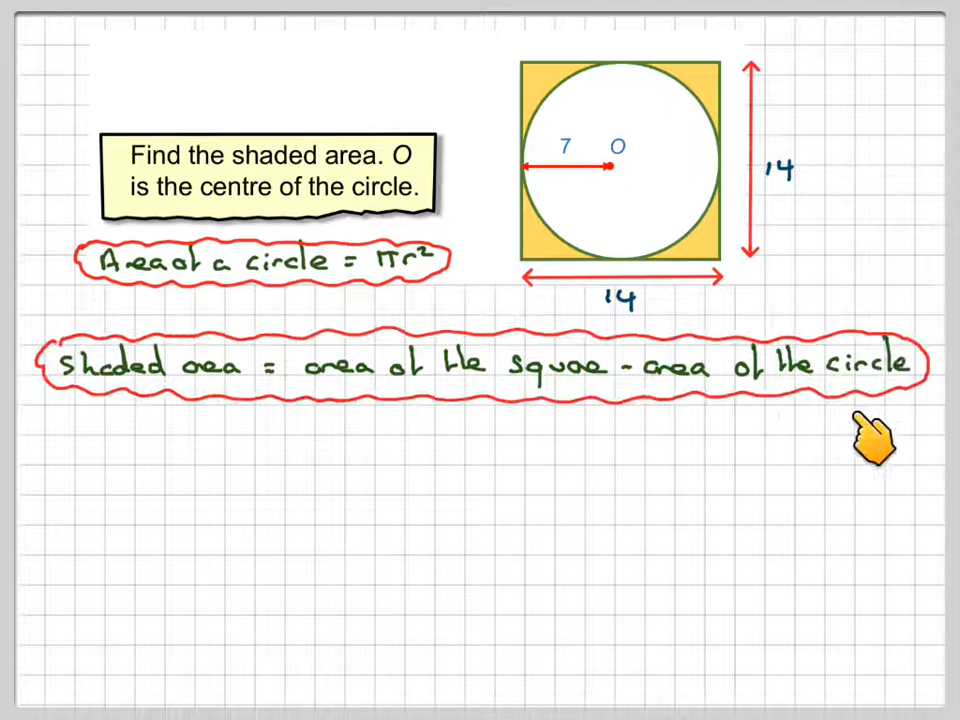 Find the shaded area. O
is the centre of the circle.
7 O
14
14
Area of a circle = πr²
Shaded area = area of the square - area of the circle